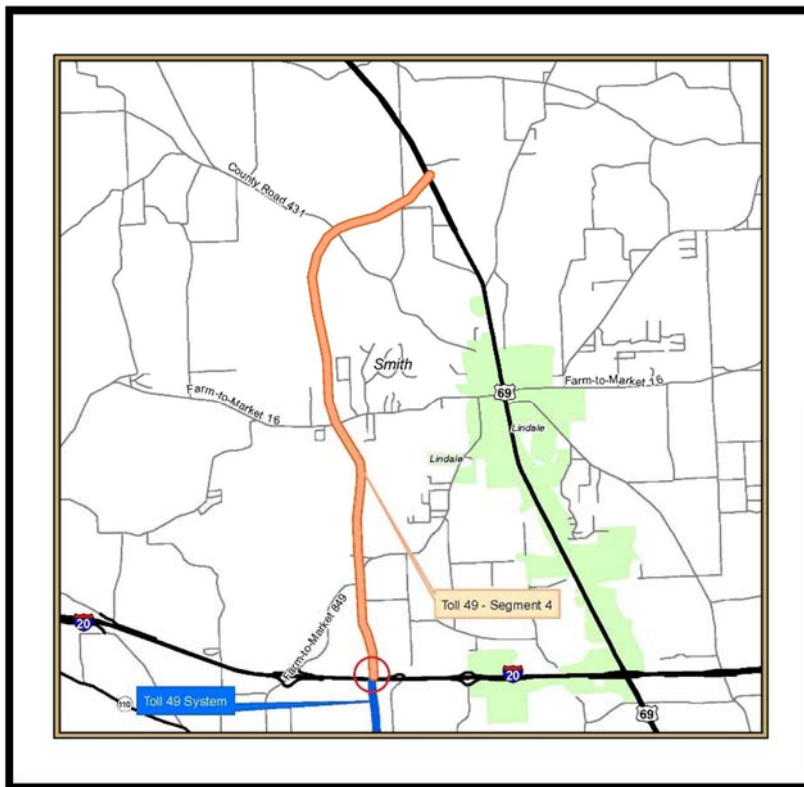 County Road 431
Smith
Farm-to-Market 16
Farm-to-Market 16
69
Lindale
Lindale
Toll 49 - Segment 4
Farm-to-Market 849
20
20
110
Toll 49 System
69